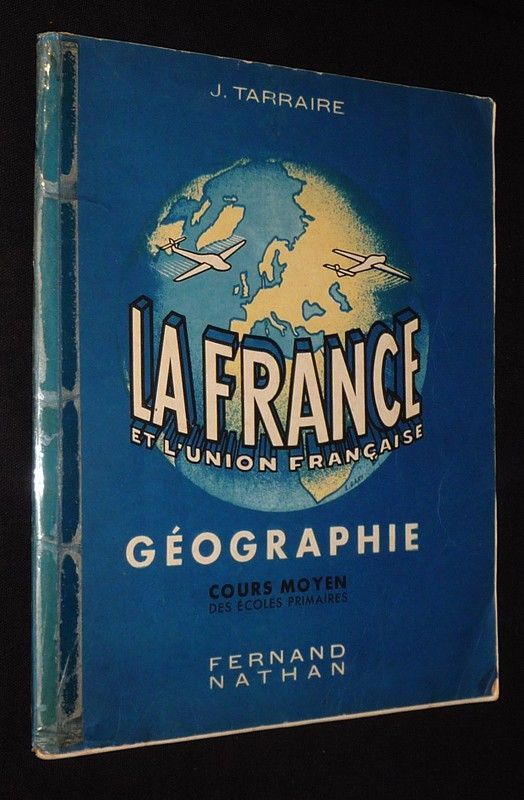 J. TARRAIRE
LA FRANCE
ET L'UNION FRANÇAISE
GÉOGRAPHIE
COURS MOYEN
DES ÉCOLES PRIMAIRES
FERNAND
NATHAN